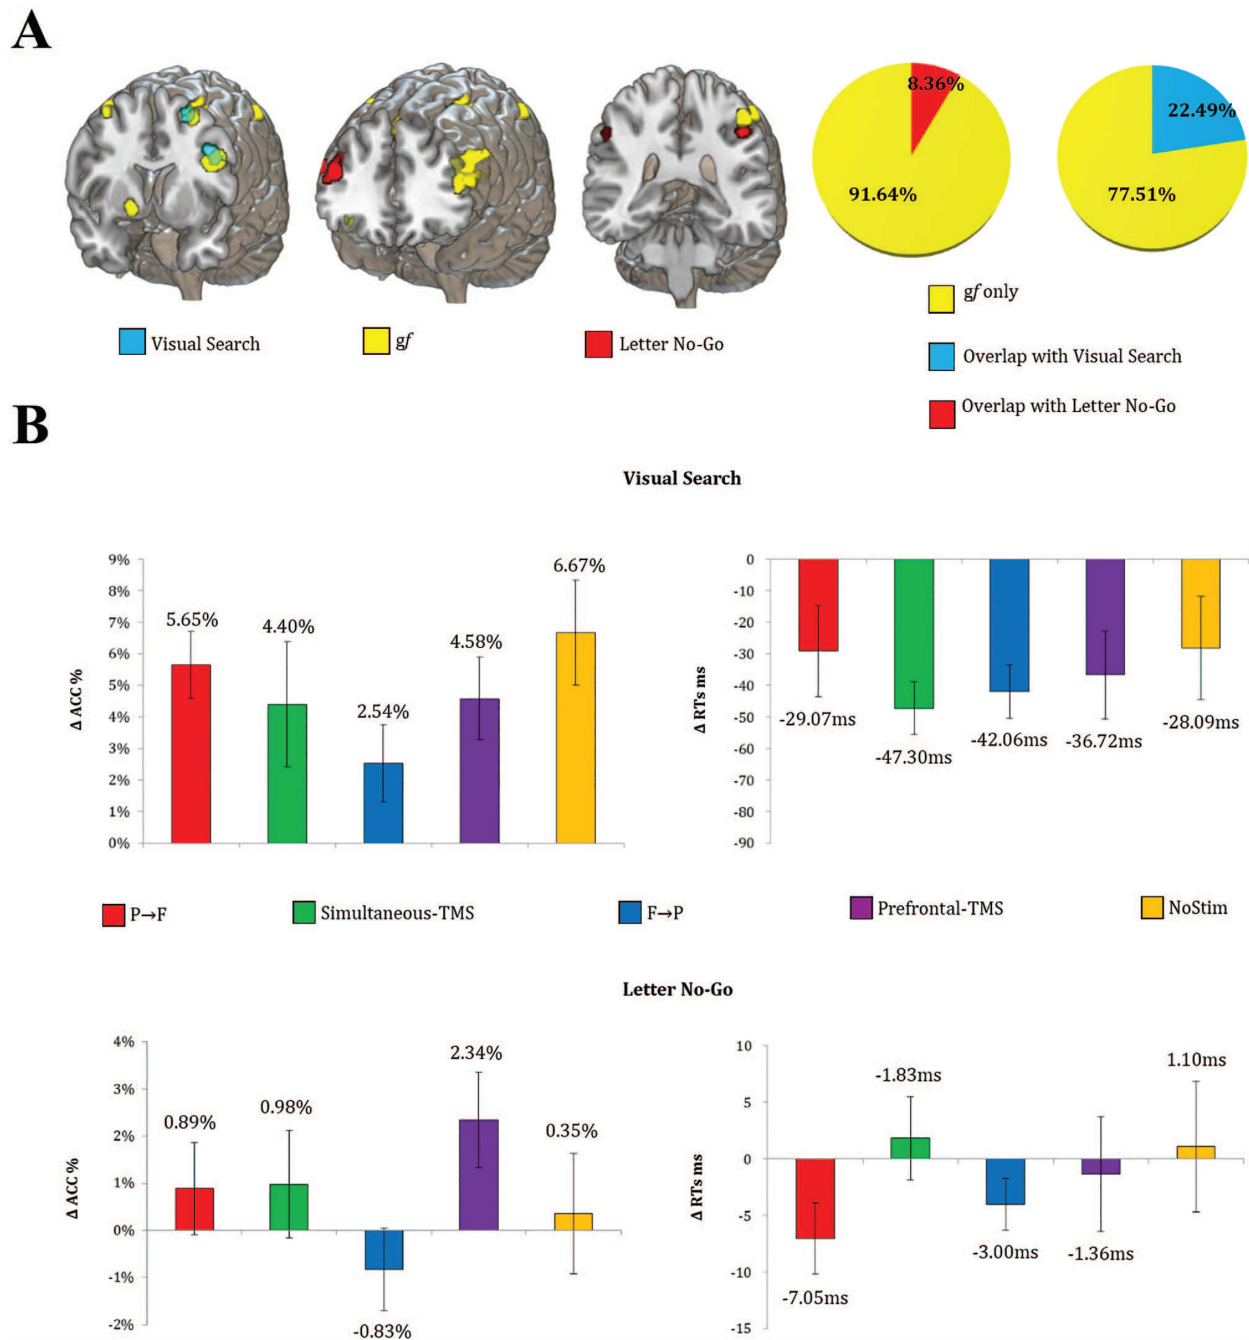 A
8.36%
91.64%
22.49%
77.51%
Visual Search
gf
Letter No-Go
gf only
Overlap with Visual Search
Overlap with Letter No-Go
B
Visual Search
Δ ACC %
9%
8%
7%
6%
5%
4%
3%
2%
1%
0%
5.65%
4.40%
2.54%
4.58%
6.67%
Δ RTs ms
0
-10
-20
-30
-40
-50
-60
-70
-80
-90
-29.07ms
-47.30ms
-42.06ms
-36.72ms
-28.09ms
P→F
Simultaneous-TMS
F→P
Prefrontal-TMS
NoStim
Letter No-Go
Δ ACC %
4%
3%
2%
1%
0%
-1%
-2%
0.89%
0.98%
-0.83%
2.34%
0.35%
Δ RTs ms
10
5
0
-5
-10
-15
-7.05ms
-1.83ms
-3.00ms
-1.36ms
1.10ms